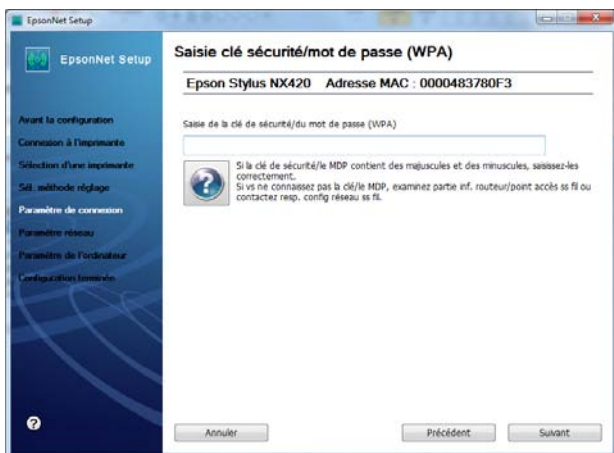 EpsonNet Setup
EpsonNet Setup
Saisie clé sécurité/mot de passe (WPA)
Epson Stylus NX420 Adresse MAC : 0000483780F3
Avant la configuration
Connexion à l'imprimante
Sélection d'une imprimante
Sél. méthode réglage
Paramètre de connexion
Paramètre réseau
Paramètre de l'ordinateur
Configuration terminée
Saisie de la clé de sécurité/du mot de passe (WPA)
Si la clé de sécurité/le MDP contient des majuscules et des minuscules, saisissez-les
correctement.
Si vs ne connaissez pas la clé/le MDP, examinez partie inf. routeur/point accès ss fil ou
contactez resp. config réseau ss fil.
?
?
Annuler
Précédent
Suivant